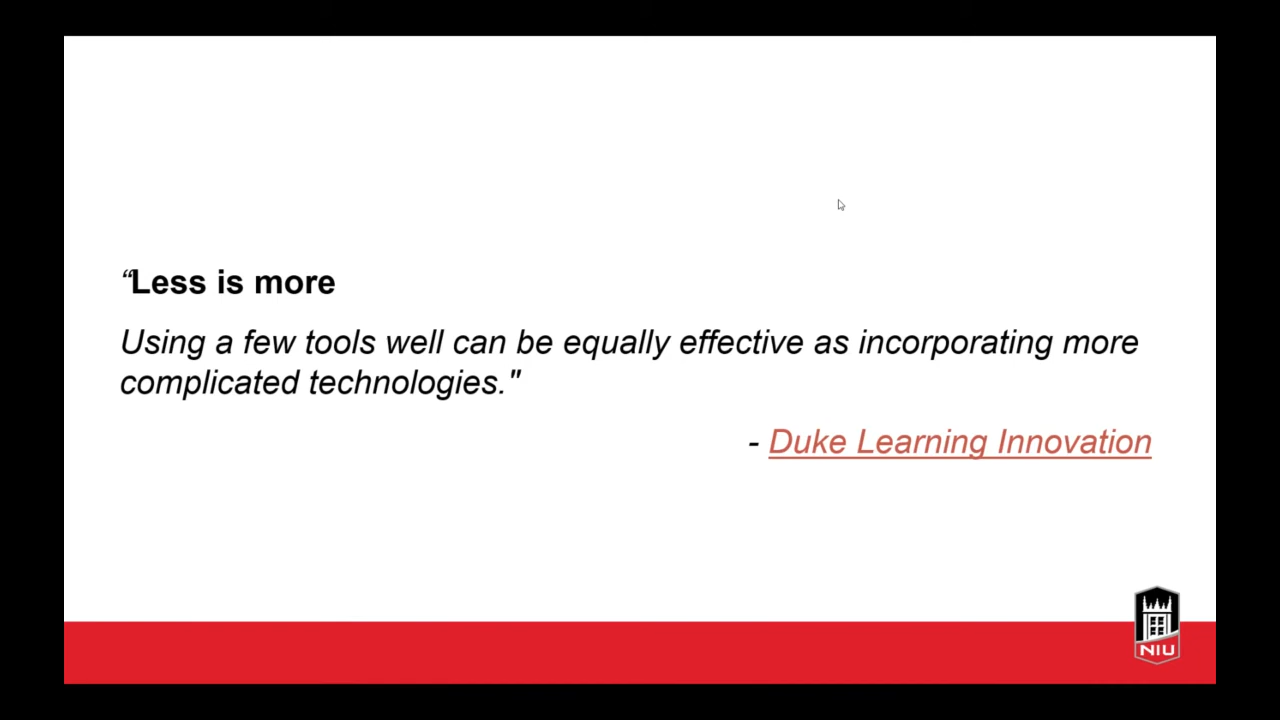 “Less is more
Using a few tools well can be equally effective as incorporating more
complicated technologies."
- Duke Learning Innovation
NIU